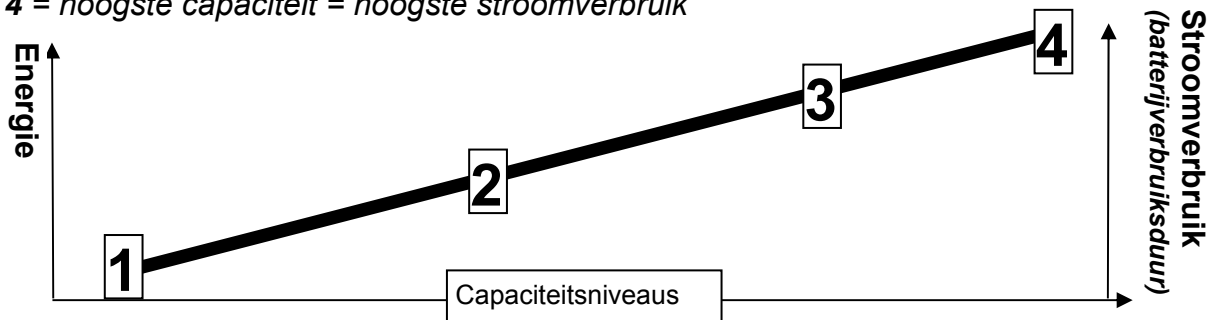 4 = hoogste capaciteit = hoogste stroomverbruik
Energie
1
2
3
4
Capaciteitsniveaus
Stroomverbruik
(batterijverbruiksduur)